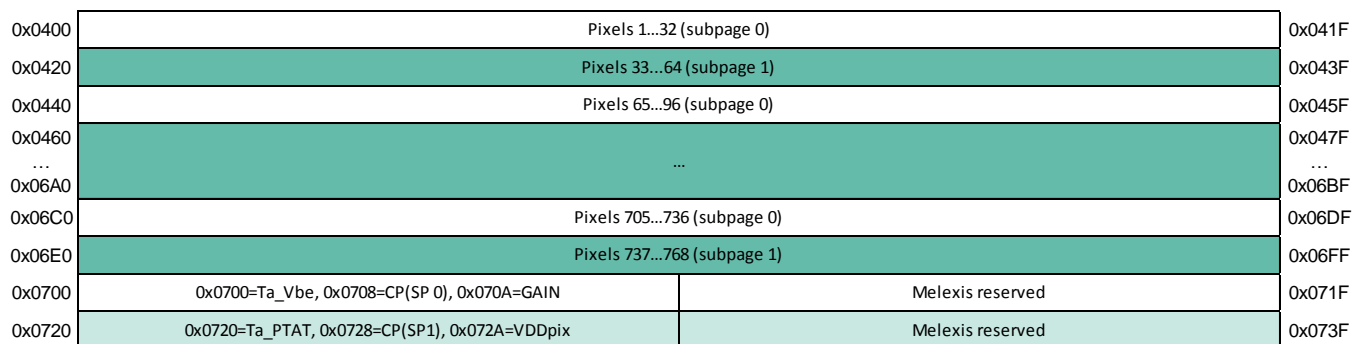 0x0400 Pixels 1...32 (subpage 0) 0x041F
0x0420 Pixels 33...64 (subpage 1) 0x043F
0x0440 Pixels 65...96 (subpage 0) 0x045F
0x0460 0x047F
... ... ...
0x06A0 0x06BF
0x06C0 Pixels 705...736 (subpage 0) 0x06DF
0x06E0 Pixels 737...768 (subpage 1) 0x06FF
0x0700 0x0700=Ta_Vbe, 0x0708=CP(SP 0), 0x070A=GAIN Melexis reserved 0x071F
0x0720 0x0720=Ta_PTAT, 0x0728=CP(SP1), 0x072A=VDDpix Melexis reserved 0x073F